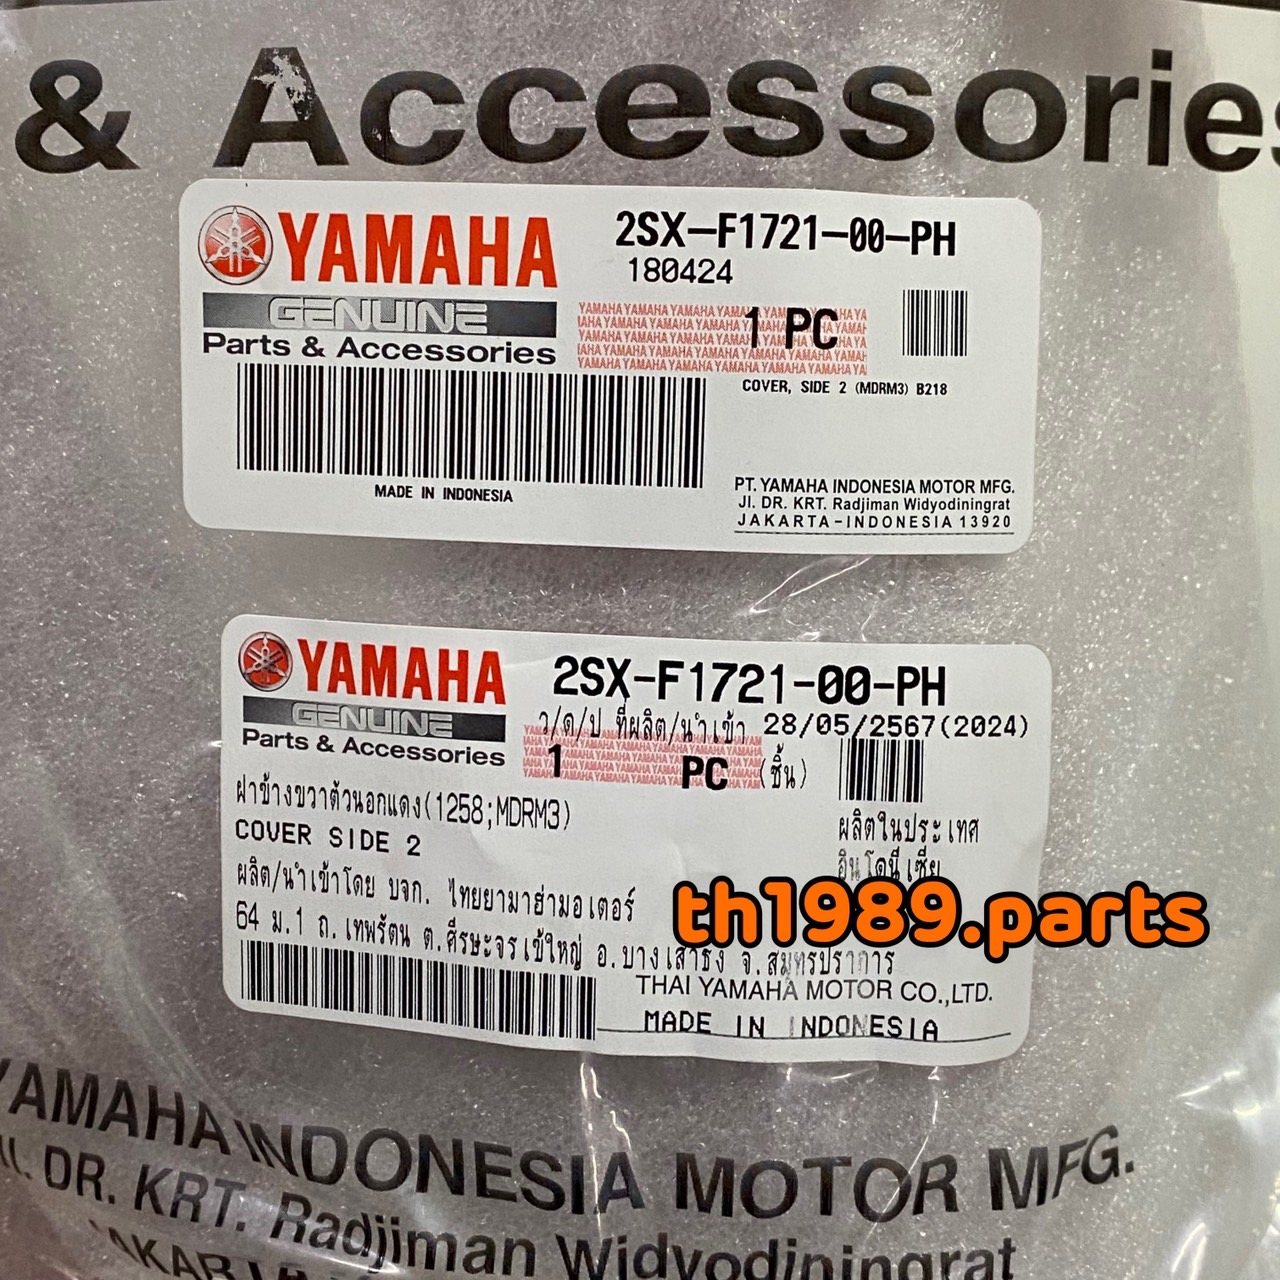 & Accessories
YAMAHA
GENUINE
Parts & Accessories
2SX-F1721-00-PH
180424
1 PC
COVER, SIDE 2 (MDRM3) B218
MADE IN INDONESIA
PT. YAMAHA INDONESIA MOTOR MFG.
Jl. DR. KRT. Radjiman Widyodiningrat
JAKARTA-INDONESIA 13920
YAMAHA
GENUINE
Parts & Accessories
2SX-F1721-00-PH
ว/ด/ป ที่ผลิต/นำเข้า 28/05/2567(2024)
1 PC (ชิ้น)
ฝาข้างขวาตัวนอกแดง(1258;MDRM3)
COVER SIDE 2
ผลิตในประเทศ
อินโดนีเซีย
ผลิต/นำเข้าโดย บจก. ไทยยามาฮ่ามอเตอร์
64 ม.1 ถ.เทพรัตน ต.ศีรษะจรเข้ใหญ่ อ.บางเสาธง จ.สมุทรปราการ
THAI YAMAHA MOTOR CO.,LTD.
MADE IN INDONESIA
th1989.parts
YAMAHA INDONESIA MOTOR MFG.
Jl. DR. KRT. Radjiman Widyodiningrat